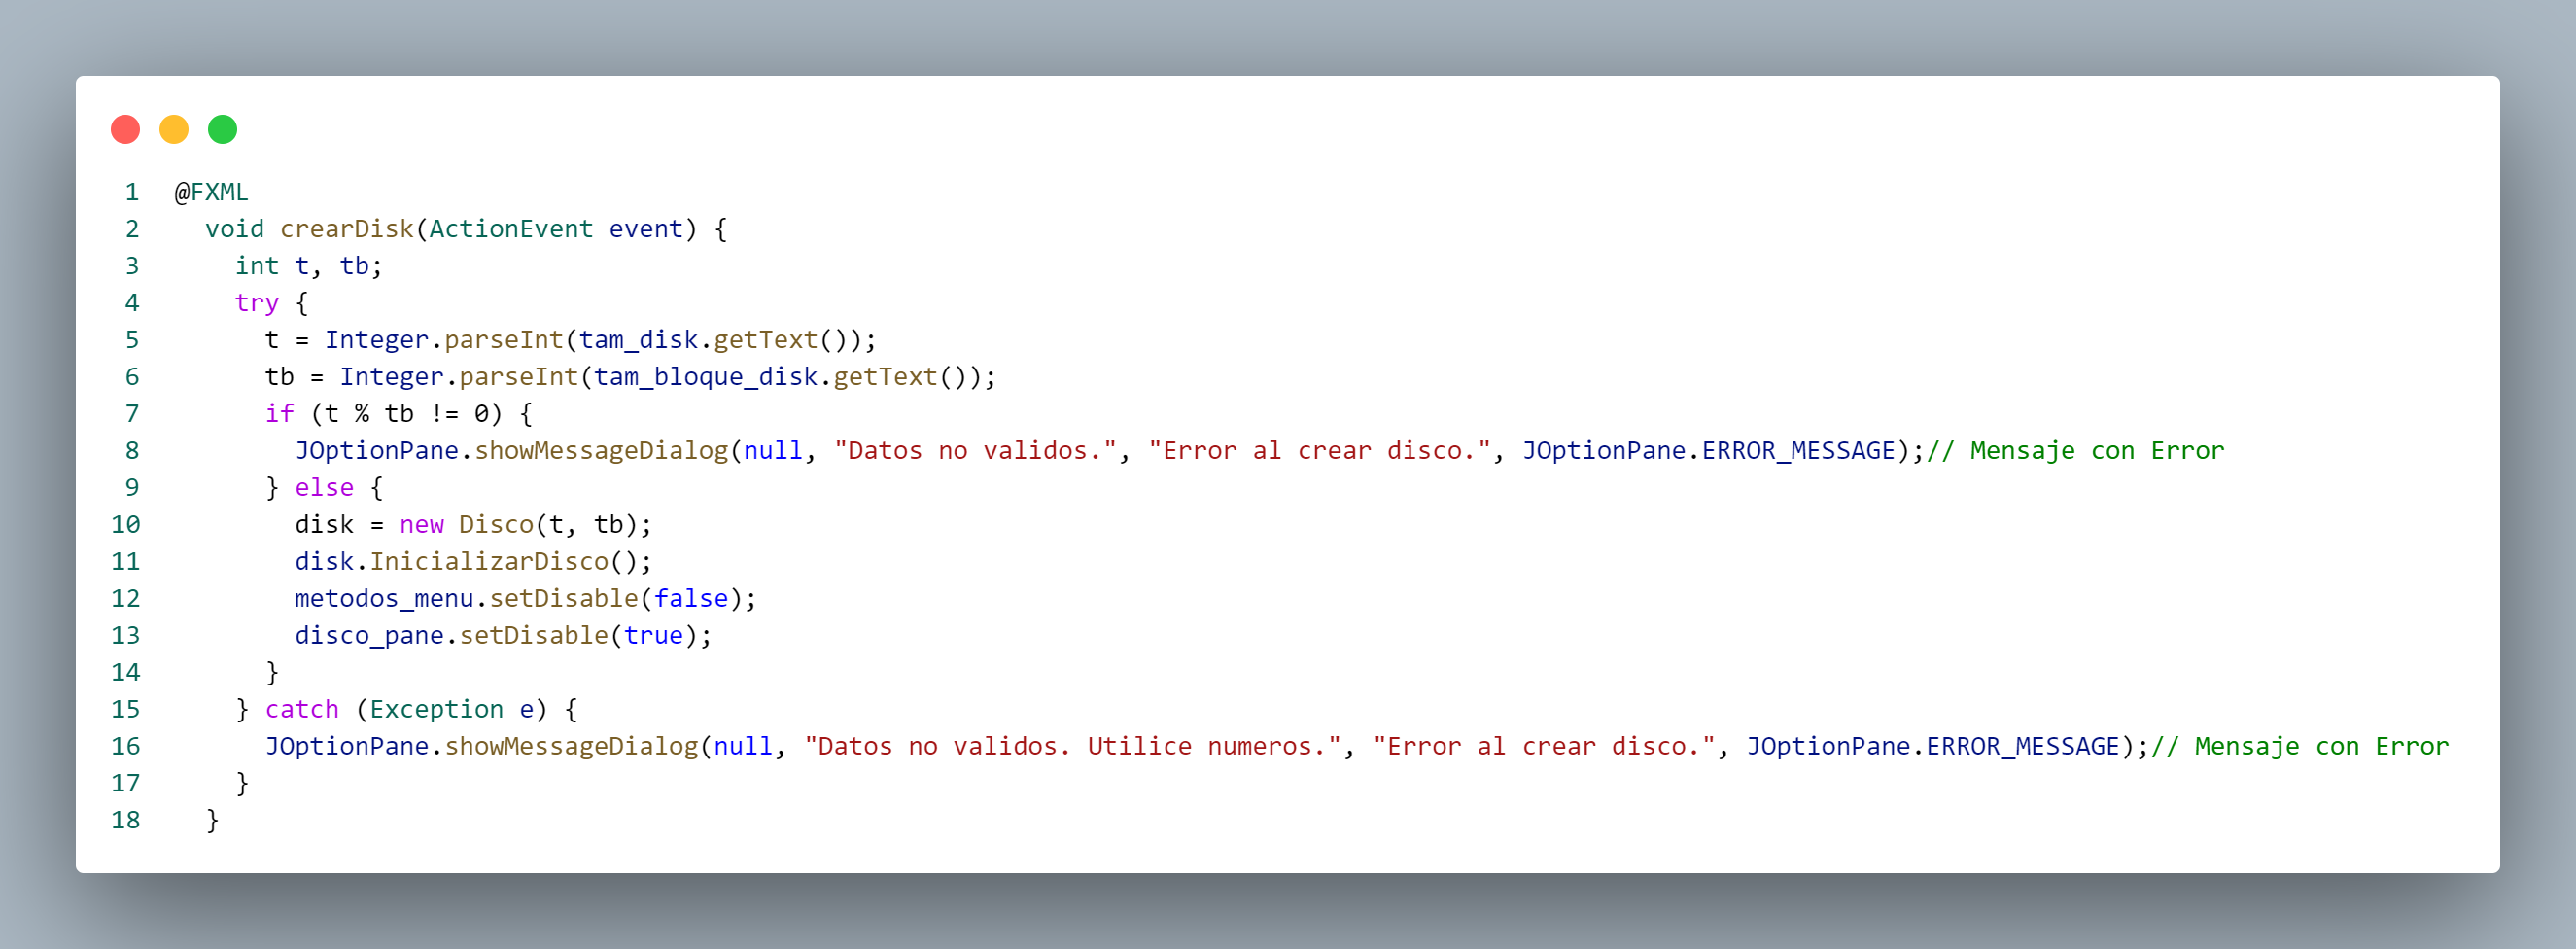 1 @FXML
2 void crearDisk(ActionEvent event) {
3 int t, tb;
4 try {
5 t = Integer.parseInt(tam_disk.getText());
6 tb = Integer.parseInt(tam_bloque_disk.getText());
7 if (t % tb != 0) {
8 JOptionPane.showMessageDialog(null, "Datos no validos.", "Error al crear disco.", JOptionPane.ERROR_MESSAGE);// Mensaje con Error
9 } else {
10 disk = new Disco(t, tb);
11 disk.InicializarDisco();
12 metodos_menu.setDisable(false);
13 disco_pane.setDisable(true);
14 }
15 } catch (Exception e) {
16 JOptionPane.showMessageDialog(null, "Datos no validos. Utilice numeros.", "Error al crear disco.", JOptionPane.ERROR_MESSAGE);// Mensaje con Error
17 }
18 }